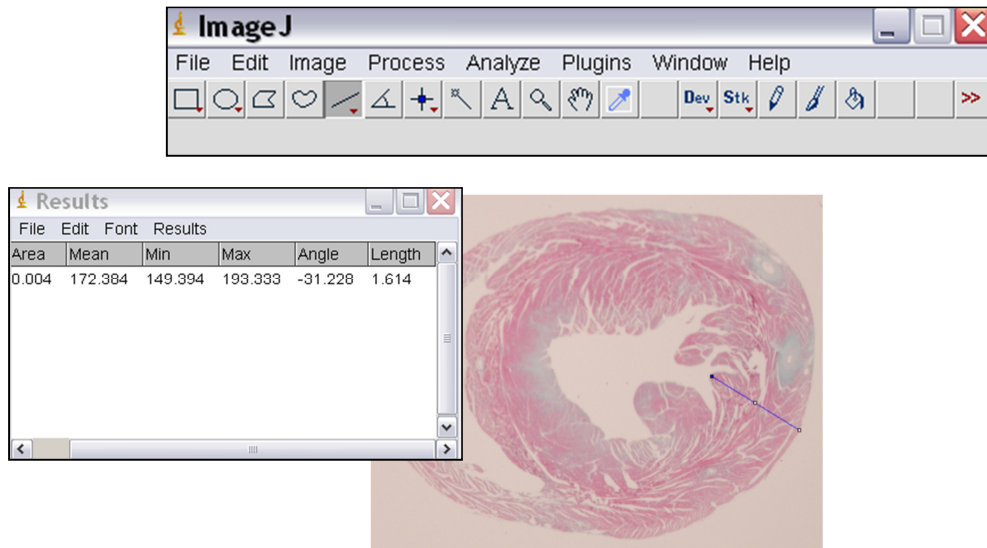 ImageJ
File Edit Image Process Analyze Plugins Window Help
A Dev Stk >>
Results
File Edit Font Results
Area Mean Min Max Angle Length
0.004 172.384 149.394 193.333 -31.228 1.614